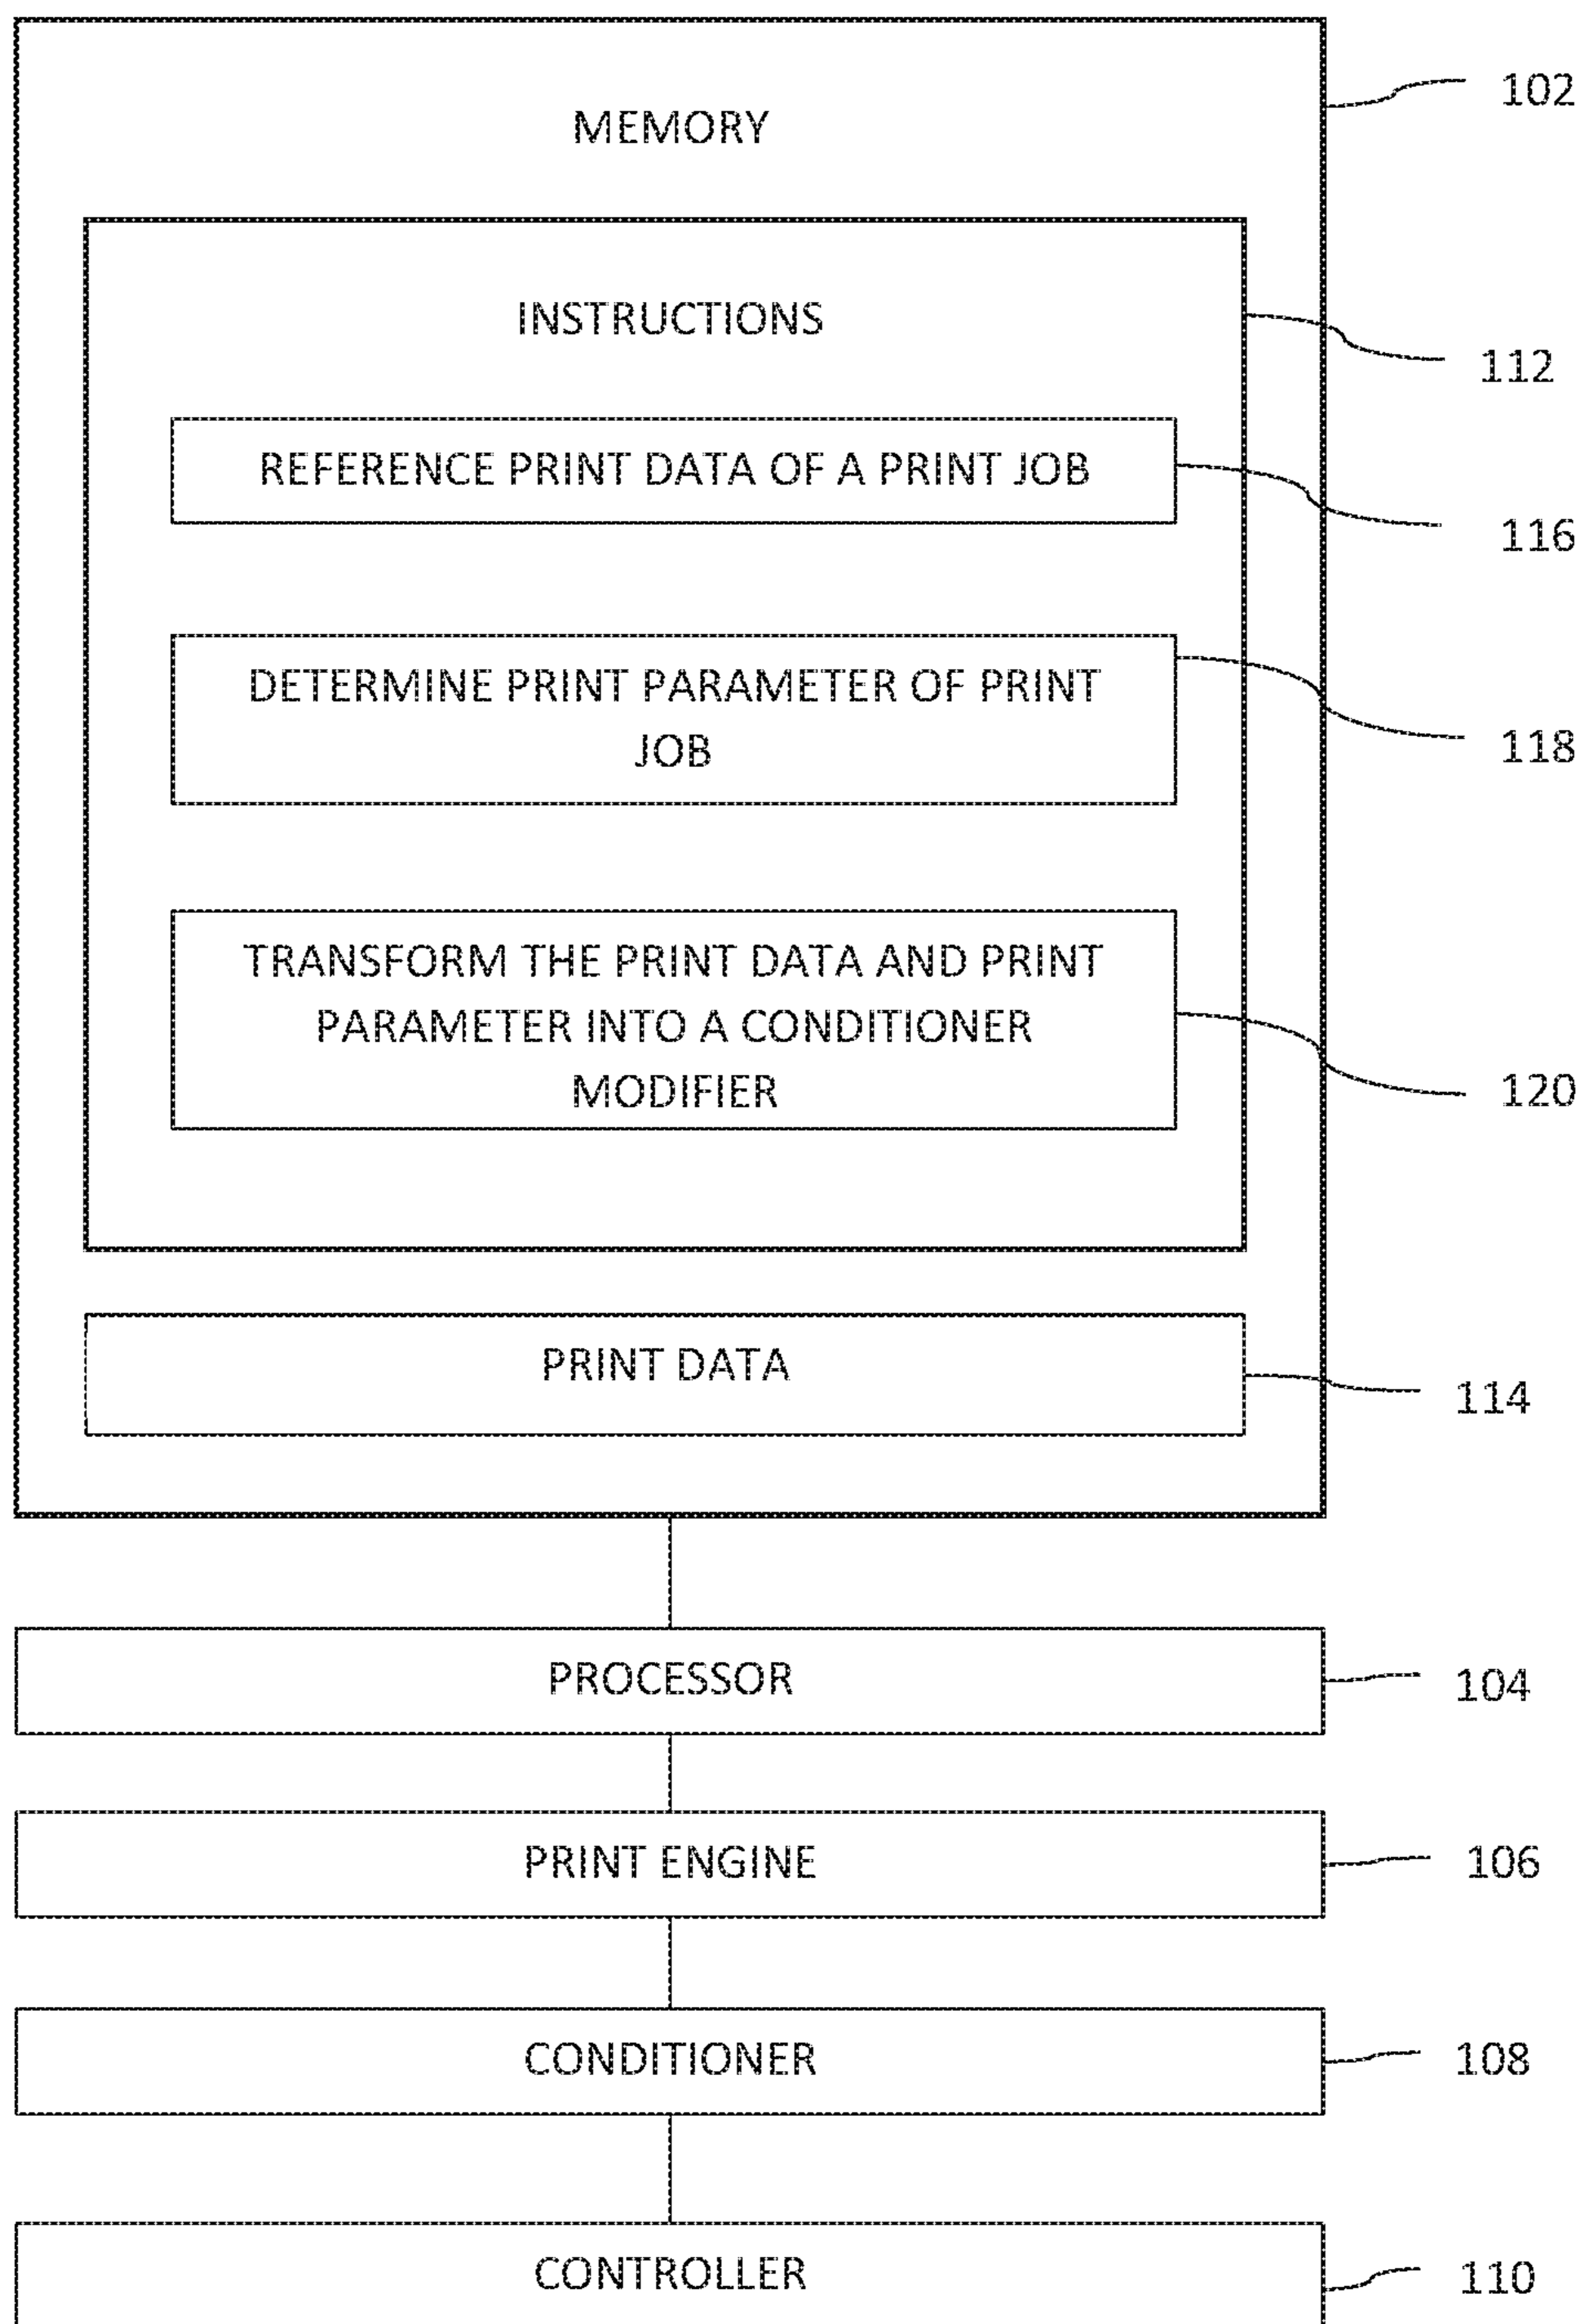 MEMORY
102
INSTRUCTIONS
112
REFERENCE PRINT DATA OF A PRINT JOB
116
DETERMINE PRINT PARAMETER OF PRINT
JOB
118
TRANSFORM THE PRINT DATA AND PRINT
PARAMETER INTO A CONDITIONER
MODIFIER
120
PRINT DATA
114
PROCESSOR
104
PRINT ENGINE
106
CONDITIONER
108
CONTROLLER
110